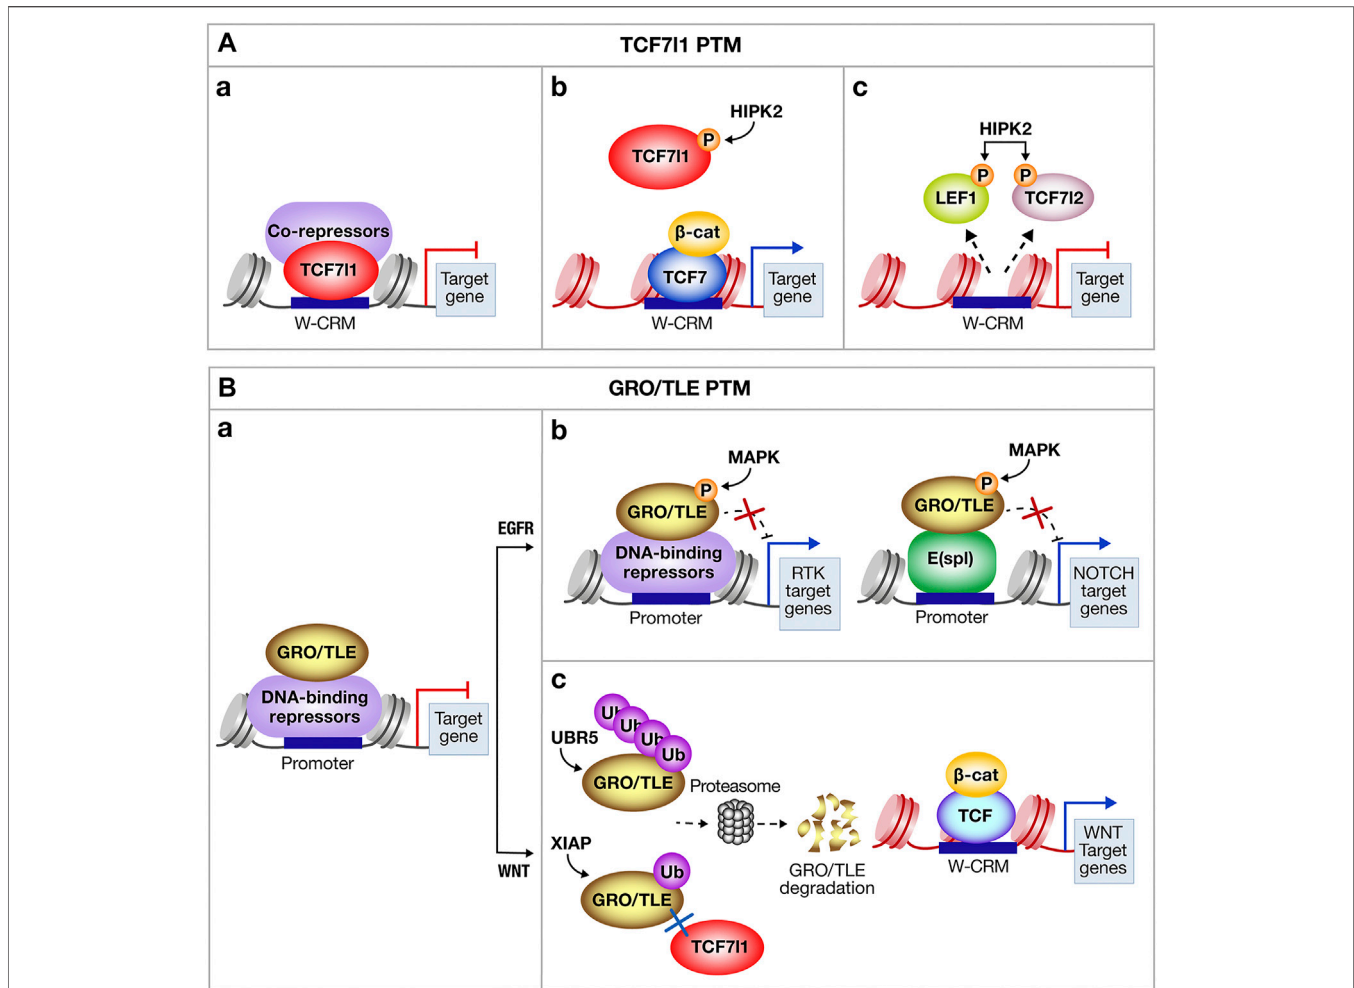 A
TCF7l1 PTM
a
Co-repressors
TCF7l1
Target
gene
W-CRM
b
HIPK2
P
TCF7l1
β-cat
TCF7
Target
gene
W-CRM
c
HIPK2
P
P
LEF1
TCF7l2
Target
gene
W-CRM
B
GRO/TLE PTM
a
GRO/TLE
DNA-binding
repressors
Target
gene
Promoter
EGFR
WNT
b
MAPK
P
GRO/TLE
DNA-binding
repressors
RTK
target
genes
Promoter
MAPK
P
GRO/TLE
E(spl)
NOTCH
target
genes
Promoter
c
Ub
Ub
Ub
Ub
UBR5
GRO/TLE
Proteasome
GRO/TLE
degradation
XIAP
Ub
GRO/TLE
TCF7l1
β-cat
TCF
W-CRM
WNT
Target
genes